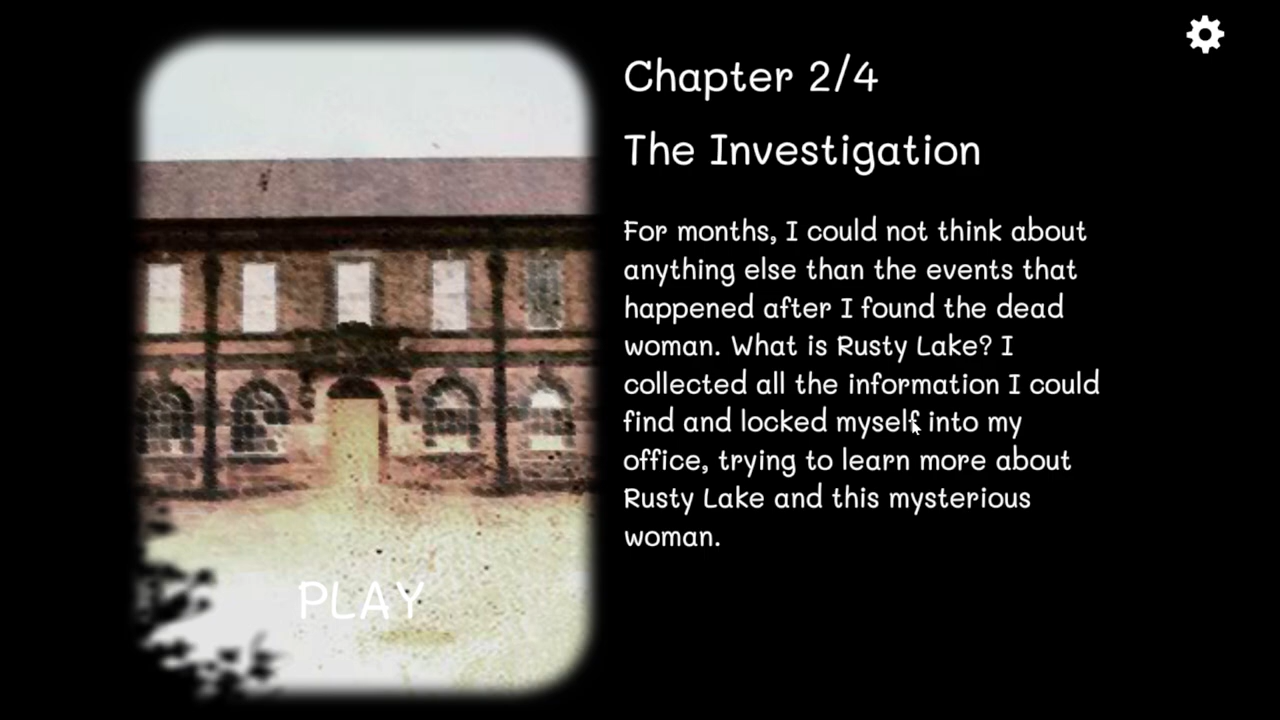 Chapter 2/4
The Investigation
For months, I could not think about
anything else than the events that
happened after I found the dead
woman. What is Rusty Lake? I
collected all the information I could
find and locked myself into my
office, trying to learn more about
Rusty Lake and this mysterious
woman.
PLAY